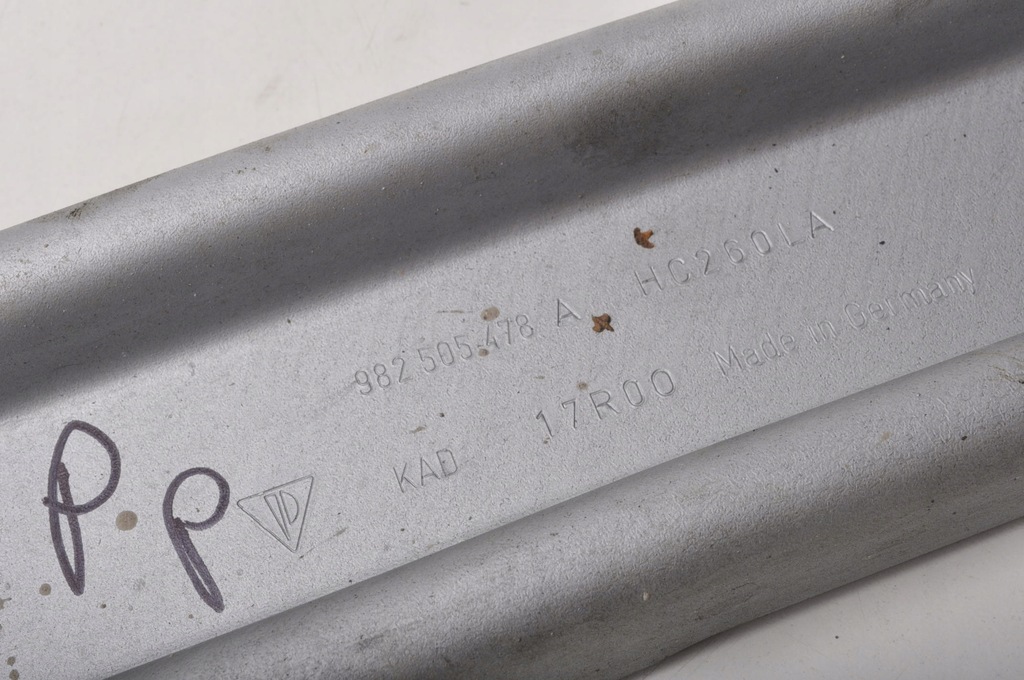 982.505.478 A HC260LA
KAD 17R00 Made in Germany
P.P